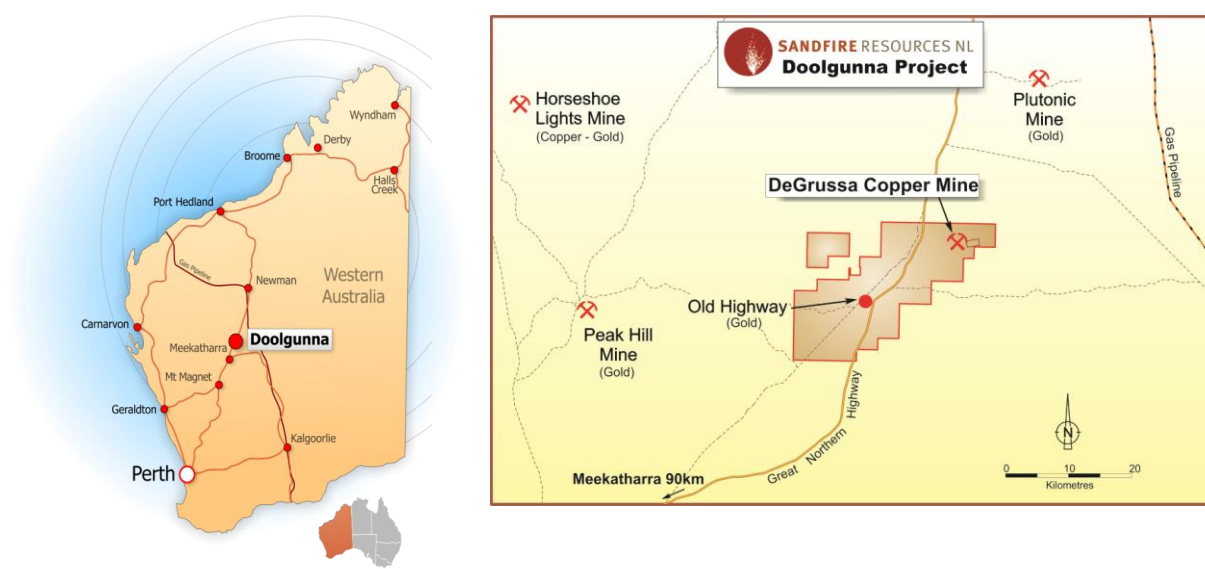 Wyndham
Derby
Broome
Halls
Creek
Port Hedland
Gas Pipeline
Newman
Western
Australia
Carnarvon
Doolgunna
Meekatharra
Mt Magnet
Geraldton
Kalgoorlie
Perth
SANDFIRE RESOURCES NL
Doolgunna Project
Horseshoe
Lights Mine
(Copper - Gold)
Plutonic
Mine
(Gold)
Gas Pipeline
DeGrussa Copper Mine
Old Highway
(Gold)
Peak Hill
Mine
(Gold)
Great Northern Highway
Meekatharra 90km
N
0 10 20
Kilometres